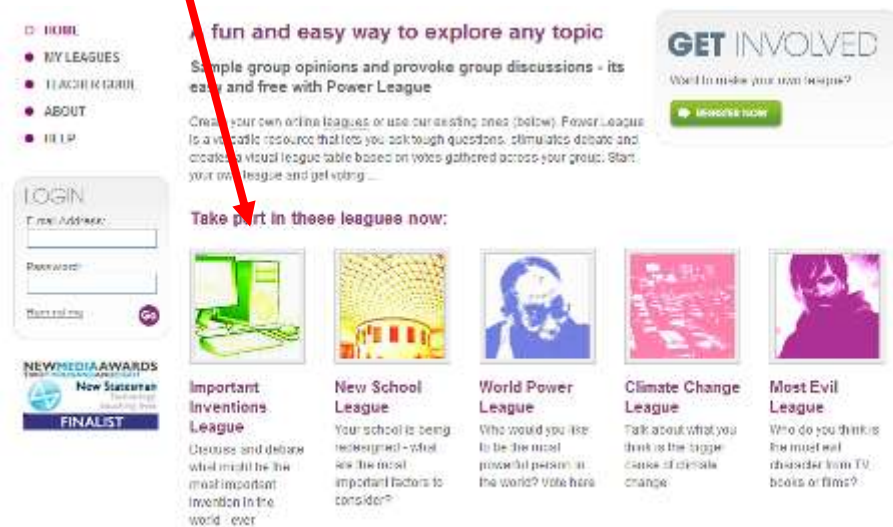 HOME
MY LEAGUES
TEACHER GUIDE
ABOUT
HELP
LOGIN
E-mail Address:
Password:
Remind me
Go
NEWMEDIAAWARDS
New Statesman
FINALIST
A fun and easy way to explore any topic
Sample group opinions and provoke group discussions - its
easy and free with Power League
Create your own online leagues or use our existing ones (below). Power League
is a versatile resource that lets you ask tough questions, stimulates debate and
creates a visual league table based on votes gathered across your group. Start
your own league and get voting ...
GET INVOLVED
Want to make your own league?
REGISTER NOW
Take part in these leagues now:
Important
Inventions
League
Discuss and debate
what might be the
most important
invention in the
world - ever
New School
League
Your school is being
redesigned - what
are the most
important factors to
consider?
World Power
League
Who would you like
to be the most
powerful person in
the world? Vote here
Climate Change
League
Talk about what you
think is the bigger
cause of climate
change
Most Evil
League
Who do you think is
the most evil
character from TV,
books or films?